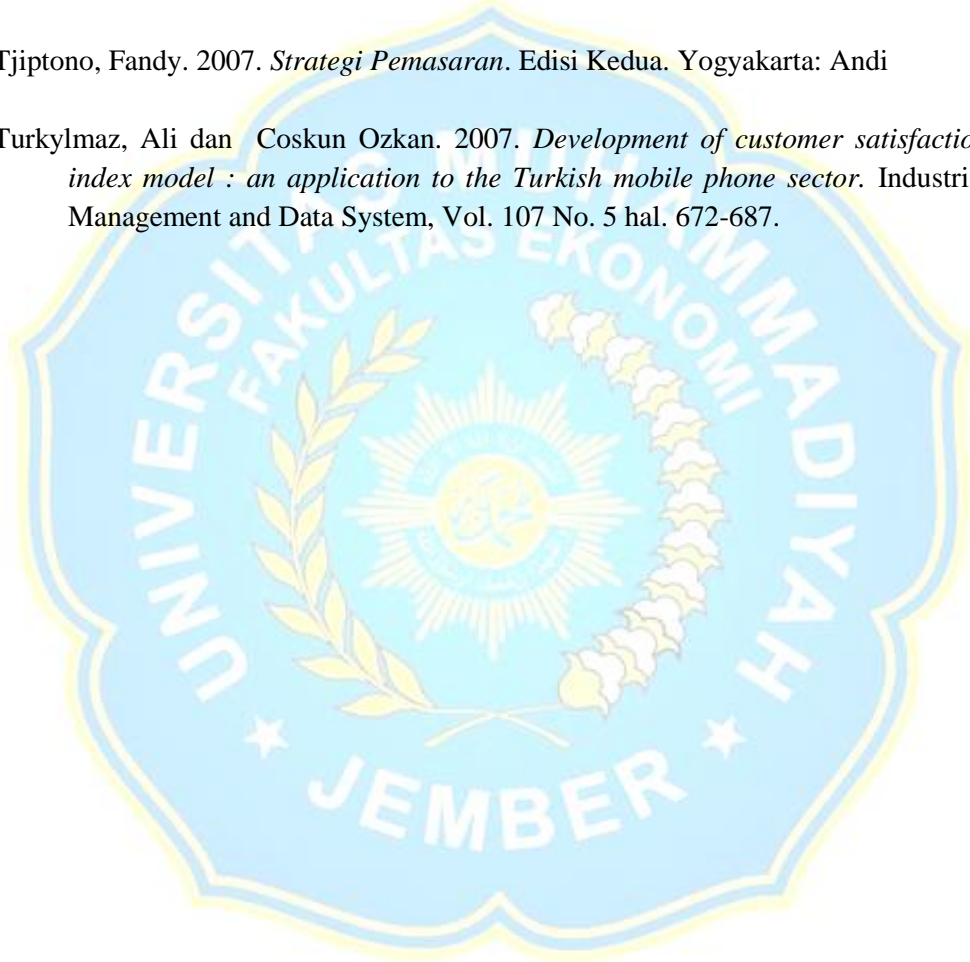 Tjiptono, Fandy. 2007. Strategi Pemasaran. Edisi Kedua. Yogyakarta: Andi
Turkylmaz, Ali dan Coskun Ozkan. 2007. Development of customer satisfactio
index model : an application to the Turkish mobile phone sector. Industri
Management and Data System, Vol. 107 No. 5 hal. 672-687.
UNIVERSITAS MUHAMMADIYAH
FAKULTAS EKONOMI
JEMBER